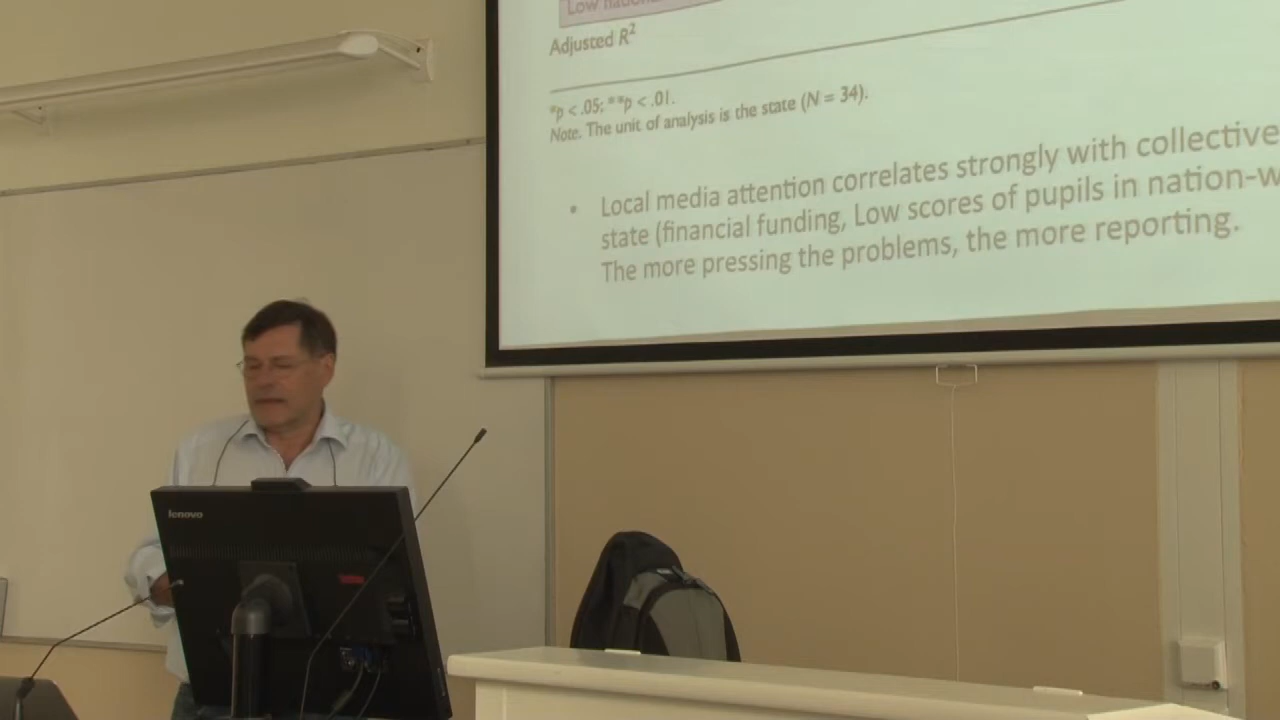 Low national
Adjusted R²
*p < .05; **p < .01.
Note. The unit of analysis is the state (N = 34).
• Local media attention correlates strongly with collective
state (financial funding, Low scores of pupils in nation-w
The more pressing the problems, the more reporting.
lenovo